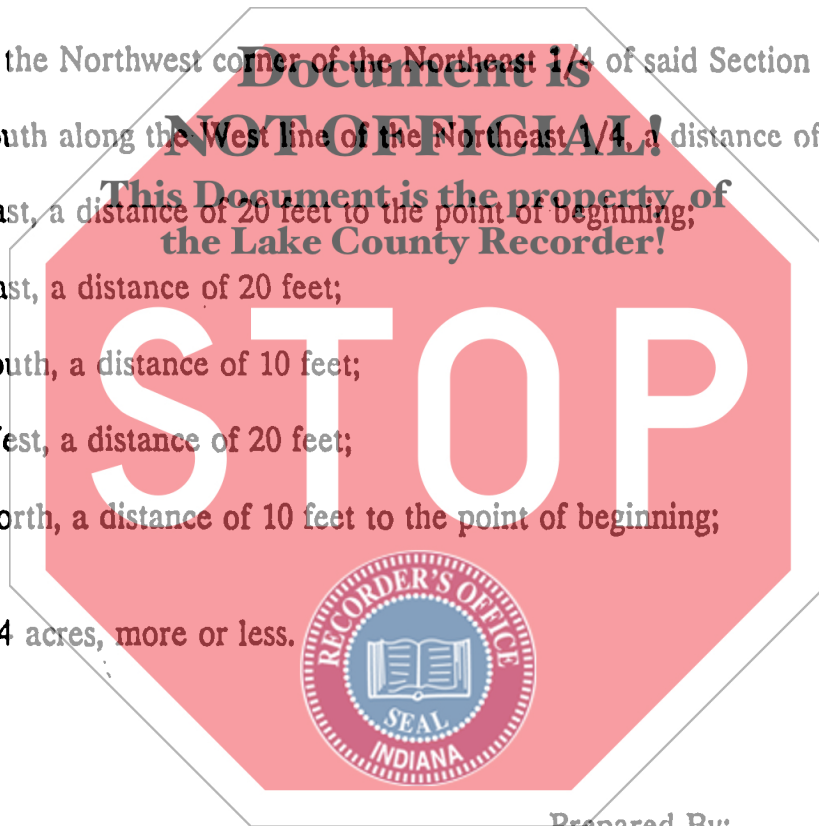 the Northwest corner of the Northeast 1/4 of said Section
Document is
uth along the West line of the Northeast 1/4, a distance of
NOT OFFICIAL!
This Document is the property of
ast, a distance of 20 feet to the point of beginning;
the Lake County Recorder!
ast, a distance of 20 feet;
STOP
uth, a distance of 10 feet;
est, a distance of 20 feet;
orth, a distance of 10 feet to the point of beginning;
RECORDER'S OFFICE
4 acres, more or less.
SEAL
INDIANA
Prepared By: